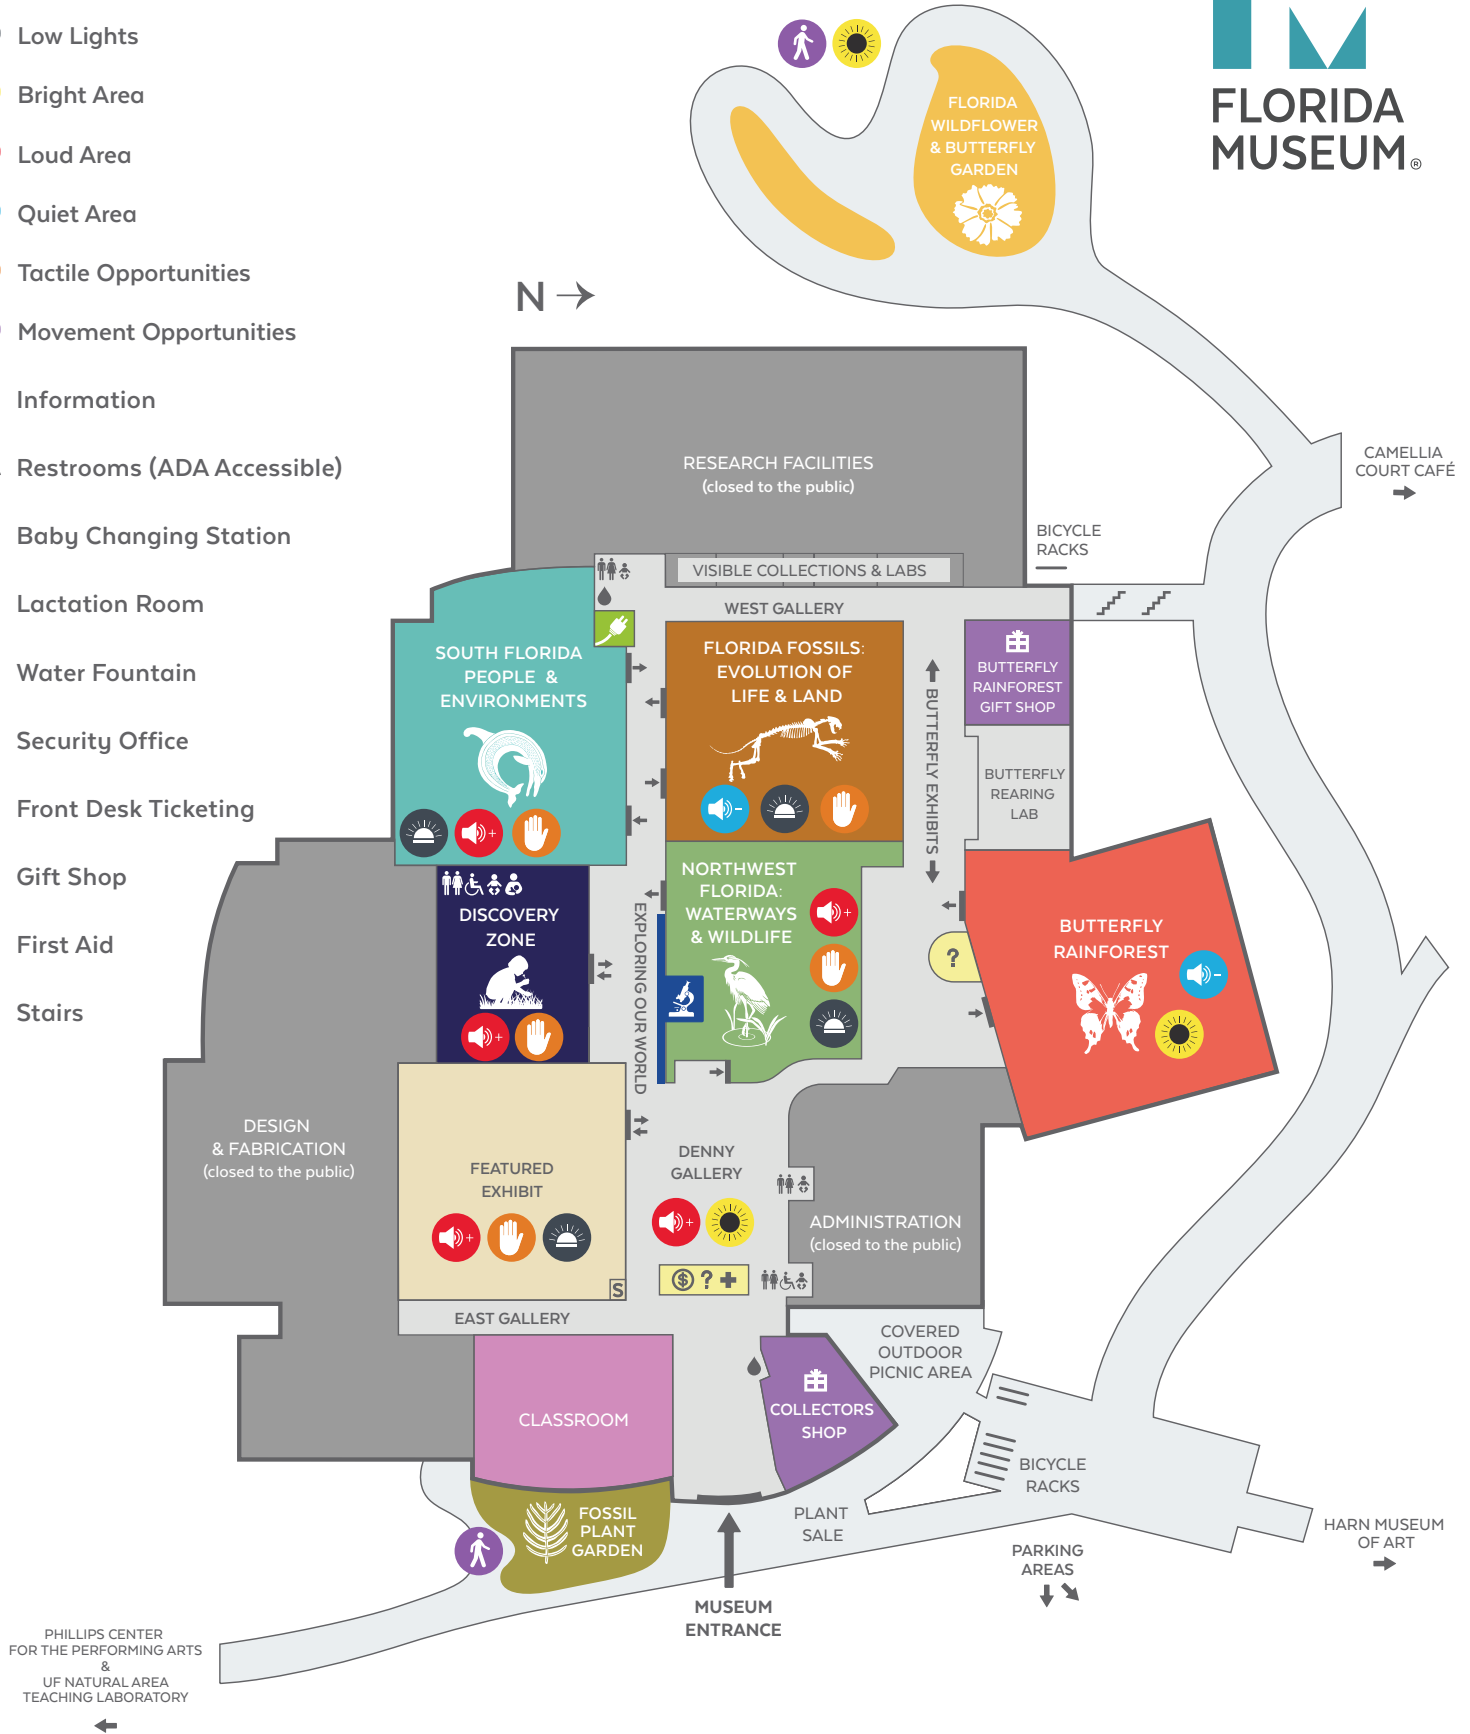 Low Lights
Bright Area
Loud Area
Quiet Area
Tactile Opportunities
Movement Opportunities
Information
Restrooms (ADA Accessible)
Baby Changing Station
Lactation Room
Water Fountain
Security Office
Front Desk Ticketing
Gift Shop
First Aid
Stairs
FLORIDA
MUSEUM®
FLORIDA
WILDFLOWER
& BUTTERFLY
GARDEN
N
RESEARCH FACILITIES
(closed to the public)
CAMELLIA
COURT CAFÉ
BICYCLE
RACKS
VISIBLE COLLECTIONS & LABS
WEST GALLERY
SOUTH FLORIDA
PEOPLE &
ENVIRONMENTS
FLORIDA FOSSILS:
EVOLUTION OF
LIFE & LAND
BUTTERFLY EXHIBITS
BUTTERFLY
RAINFOREST
GIFT SHOP
BUTTERFLY
REARING
LAB
NORTHWEST
FLORIDA:
WATERWAYS
& WILDLIFE
DISCOVERY
ZONE
EXPLORING OUR WORLD
?
BUTTERFLY
RAINFOREST
DESIGN
& FABRICATION
(closed to the public)
FEATURED
EXHIBIT
S
DENNY
GALLERY
$ ? +
ADMINISTRATION
(closed to the public)
EAST GALLERY
COVERED
OUTDOOR
PICNIC AREA
CLASSROOM
COLLECTORS
SHOP
BICYCLE
RACKS
FOSSIL
PLANT
GARDEN
PLANT
SALE
HARN MUSEUM
OF ART
PARKING
AREAS
MUSEUM
ENTRANCE
PHILLIPS CENTER
FOR THE PERFORMING ARTS
&
UF NATURAL AREA
TEACHING LABORATORY